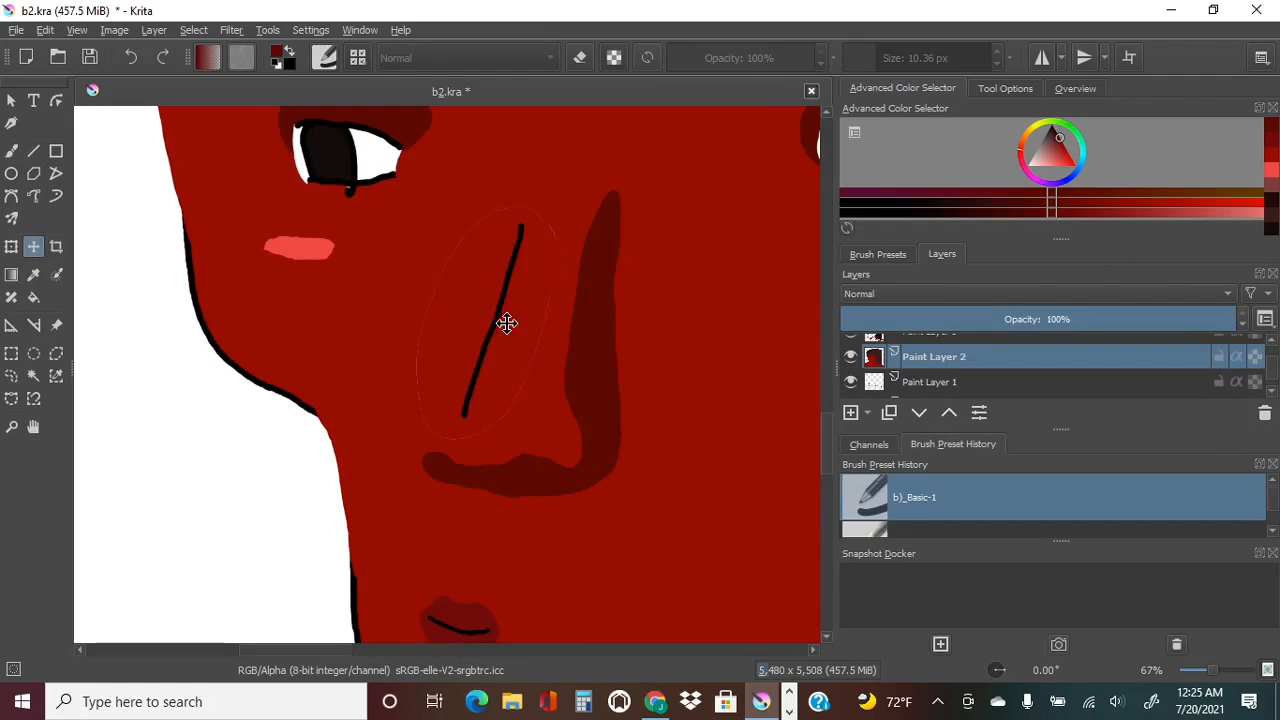 b2.kra (457.5 MiB) * - Krita
File Edit View Image Layer Select Filter Tools Settings Window Help
Normal Opacity: 100% Size: 10.36 px
b2.kra *
Advanced Color Selector Tool Options Overview
Advanced Color Selector
Brush Presets Layers
Layers
Normal
Opacity: 100%
Paint Layer 2
Paint Layer 1
Channels Brush Preset History
Brush Preset History
b)_Basic-1
Snapshot Docker
RGB/Alpha (8-bit integer/channel) sRGB-elle-V2-srgbtrc.icc 5,480 x 5,508 (457.5 MiB) 0.00° 67%
Type here to search 72°F 12:25 AM
7/20/2021